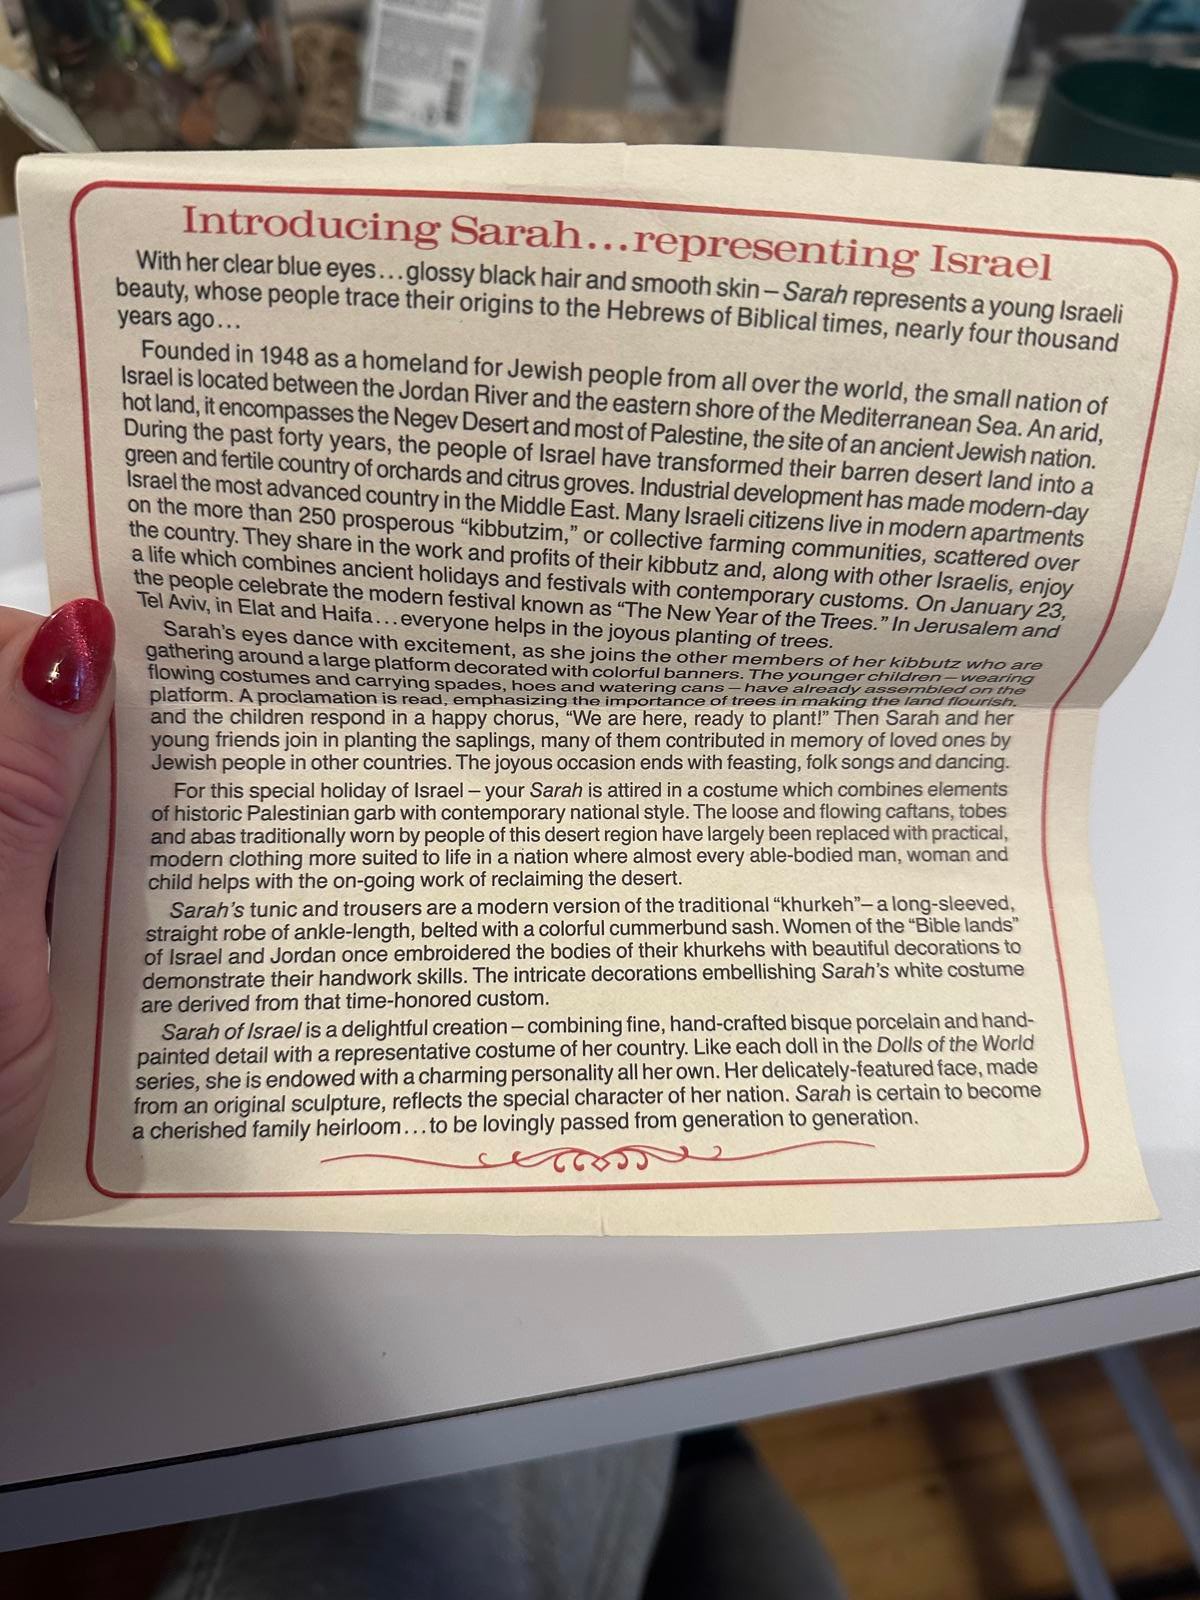 Introducing Sarah...representing Israel
With her clear blue eyes...glossy black hair and smooth skin – Sarah represents a young Israeli
beauty, whose people trace their origins to the Hebrews of Biblical times, nearly four thousand
years ago...
Founded in 1948 as a homeland for Jewish people from all over the world, the small nation of
Israel is located between the Jordan River and the eastern shore of the Mediterranean Sea. An arid,
hot land, it encompasses the Negev Desert and most of Palestine, the site of an ancient Jewish nation.
During the past forty years, the people of Israel have transformed their barren desert land into a
green and fertile country of orchards and citrus groves. Industrial development has made modern-day
Israel the most advanced country in the Middle East. Many Israeli citizens live in modern apartments
on the more than 250 prosperous “kibbutzim,” or collective farming communities, scattered over
the country. They share in the work and profits of their kibbutz and, along with other Israelis, enjoy
a life which combines ancient holidays and festivals with contemporary customs. On January 23,
the people celebrate the modern festival known as “The New Year of the Trees.” In Jerusalem and
Tel Aviv, in Elat and Haifa...everyone helps in the joyous planting of trees.
Sarah’s eyes dance with excitement, as she joins the other members of her kibbutz who are
gathering around a large platform decorated with colorful banners. The younger children – wearing
flowing costumes and carrying spades, hoes and watering cans – have already assembled on the
platform. A proclamation is read, emphasizing the importance of trees in making the land flourish,
and the children respond in a happy chorus, “We are here, ready to plant!” Then Sarah and her
young friends join in planting the saplings, many of them contributed in memory of loved ones by
Jewish people in other countries. The joyous occasion ends with feasting, folk songs and dancing.
For this special holiday of Israel – your Sarah is attired in a costume which combines elements
of historic Palestinian garb with contemporary national style. The loose and flowing caftans, tobes
and abas traditionally worn by people of this desert region have largely been replaced with practical,
modern clothing more suited to life in a nation where almost every able-bodied man, woman and
child helps with the on-going work of reclaiming the desert.
Sarah’s tunic and trousers are a modern version of the traditional “khurkeh”– a long-sleeved,
straight robe of ankle-length, belted with a colorful cummerbund sash. Women of the “Bible lands”
of Israel and Jordan once embroidered the bodies of their khurkehs with beautiful decorations to
demonstrate their handwork skills. The intricate decorations embellishing Sarah’s white costume
are derived from that time-honored custom.
Sarah of Israel is a delightful creation – combining fine, hand-crafted bisque porcelain and hand-
painted detail with a representative costume of her country. Like each doll in the Dolls of the World
series, she is endowed with a charming personality all her own. Her delicately-featured face, made
from an original sculpture, reflects the special character of her nation. Sarah is certain to become
a cherished family heirloom...to be lovingly passed from generation to generation.